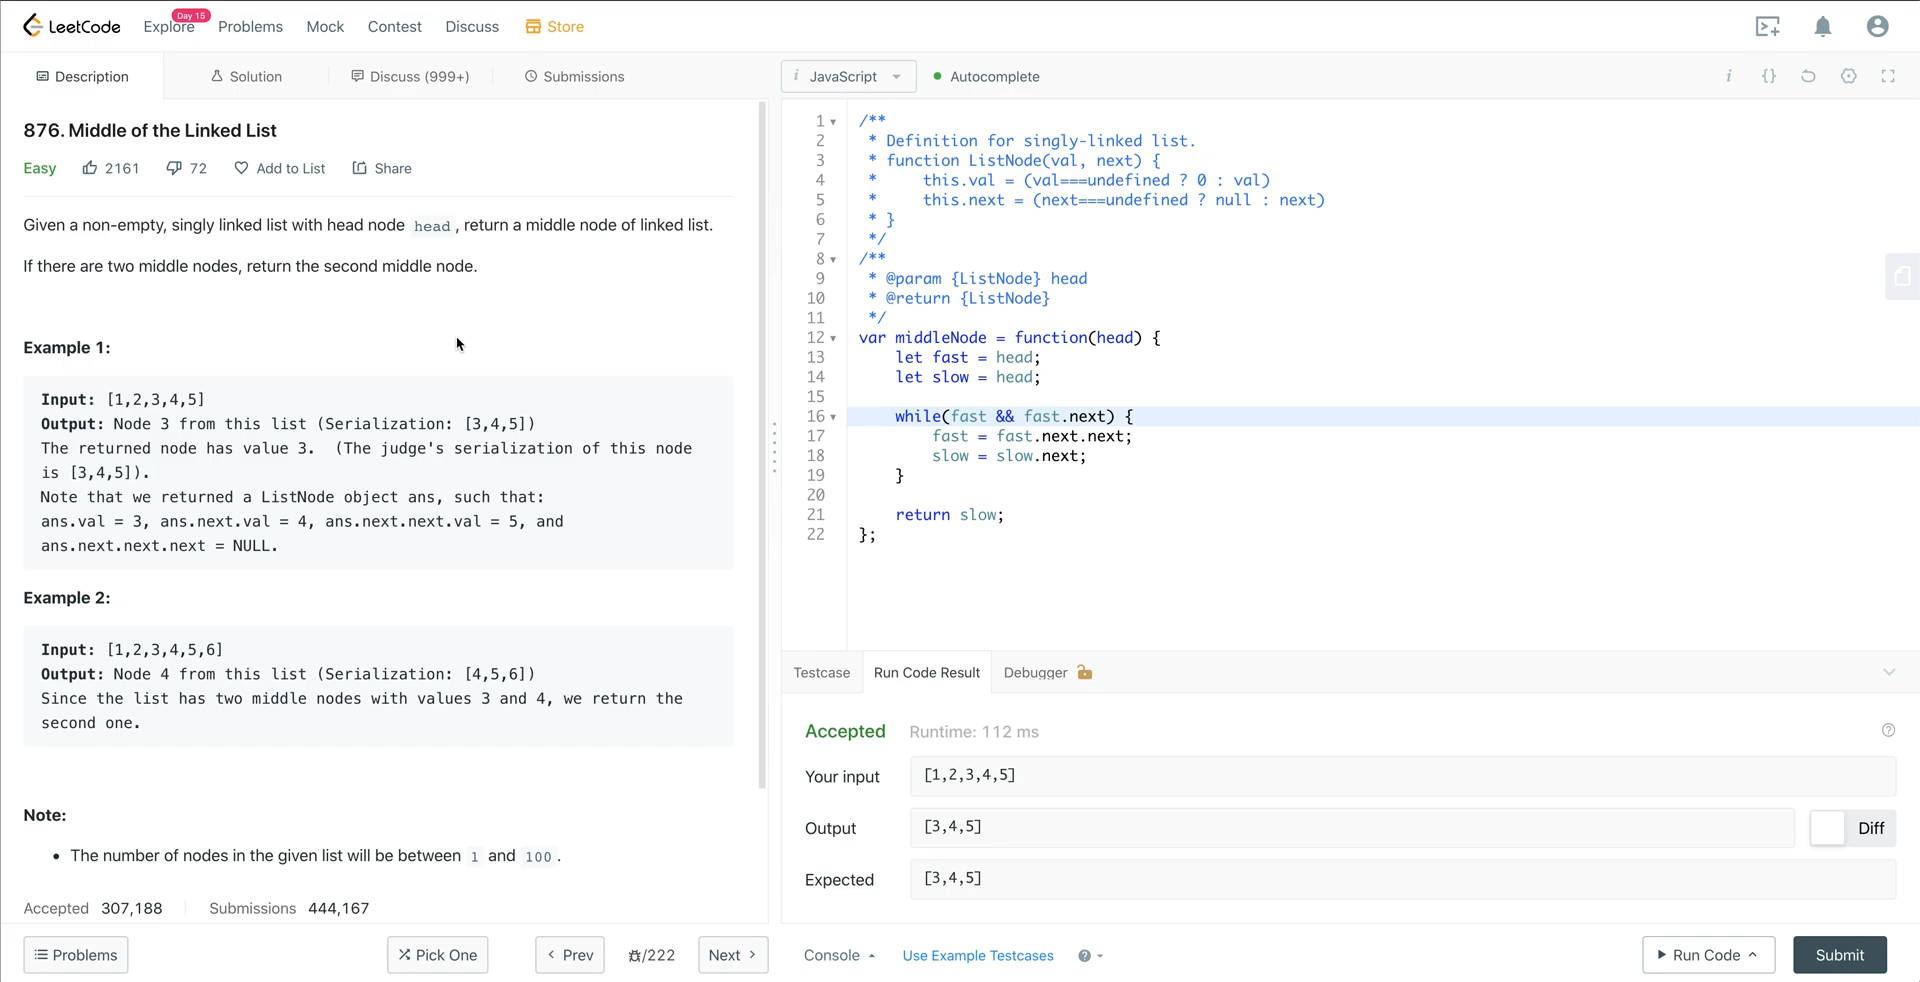 LeetCode
Explore
Day 15
Problems
Mock
Contest
Discuss
Store
Description
Solution
Discuss (999+)
Submissions
876. Middle of the Linked List
Easy
2161
72
Add to List
Share
Given a non-empty, singly linked list with head node head, return a middle node of linked list.
If there are two middle nodes, return the second middle node.
Example 1:
Input: [1,2,3,4,5]
Output: Node 3 from this list (Serialization: [3,4,5])
The returned node has value 3.  (The judge's serialization of this node
is [3,4,5]).
Note that we returned a ListNode object ans, such that:
ans.val = 3, ans.next.val = 4, ans.next.next.val = 5, and
ans.next.next.next = NULL.
Example 2:
Input: [1,2,3,4,5,6]
Output: Node 4 from this list (Serialization: [4,5,6])
Since the list has two middle nodes with values 3 and 4, we return the
second one.
Note:
• The number of nodes in the given list will be between 1 and 100.
Accepted 307,188
Submissions 444,167
Problems
Pick One
Prev
/222
Next
i JavaScript
Autocomplete
i {}
1 /**
2  * Definition for singly-linked list.
3  * function ListNode(val, next) {
4  *     this.val = (val===undefined ? 0 : val)
5  *     this.next = (next===undefined ? null : next)
6  * }
7  */
8 /**
9  * @param {ListNode} head
10  * @return {ListNode}
11  */
12 var middleNode = function(head) {
13     let fast = head;
14     let slow = head;
15
16     while(fast && fast.next) {
17         fast = fast.next.next;
18         slow = slow.next;
19     }
20
21     return slow;
22 };
Testcase
Run Code Result
Debugger
Accepted
Runtime: 112 ms
Your input
[1,2,3,4,5]
Output
[3,4,5]
Diff
Expected
[3,4,5]
Console
Use Example Testcases
Run Code
Submit